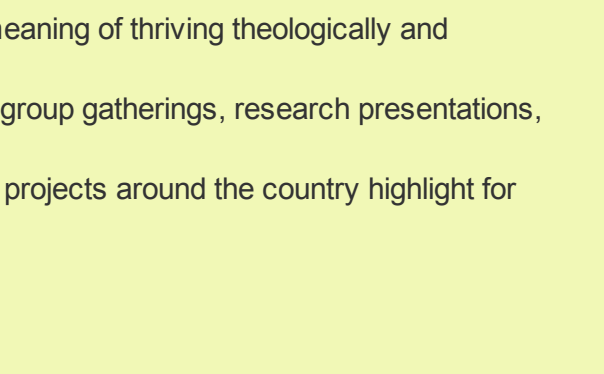 meaning of thriving theologically and
group gatherings, research presentations,
projects around the country highlight for